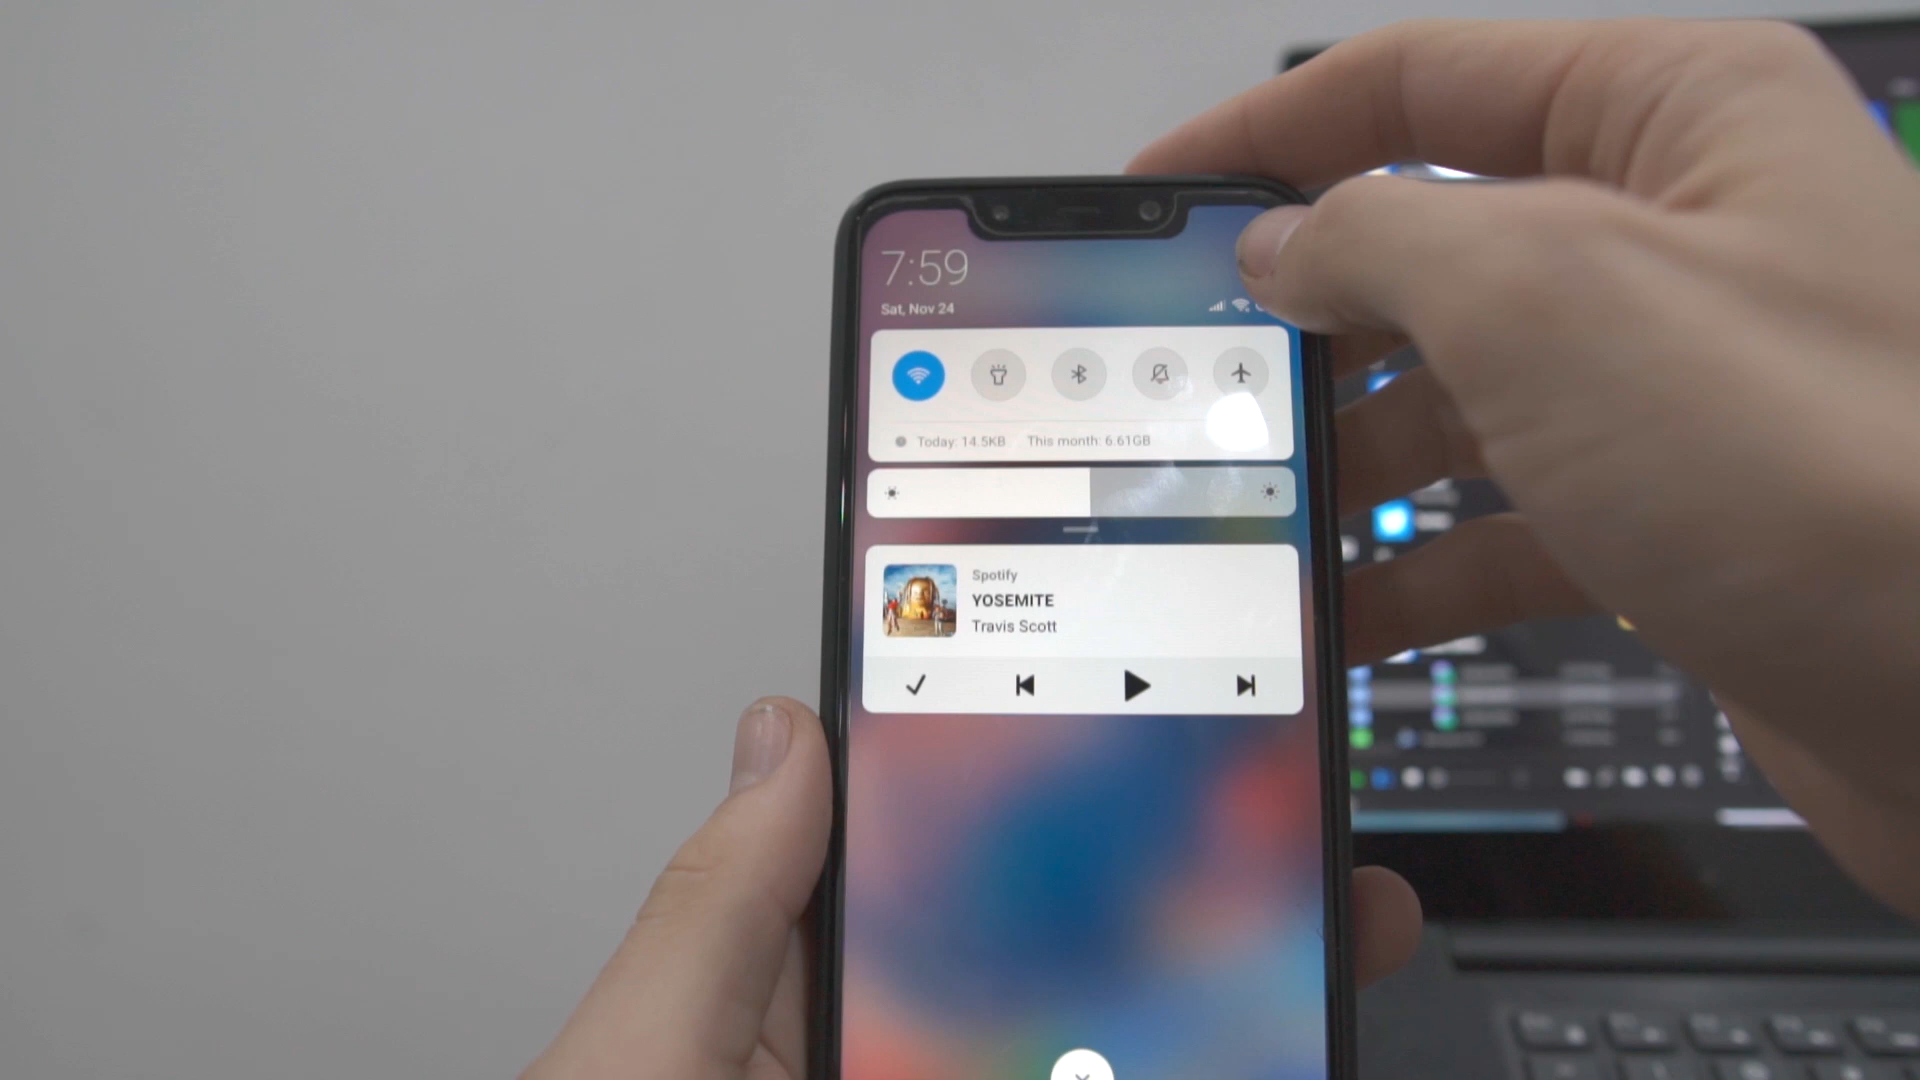 7:59
Sat, Nov 24
Today: 14.5KB This month: 6.61GB
Spotify
YOSEMITE
Travis Scott